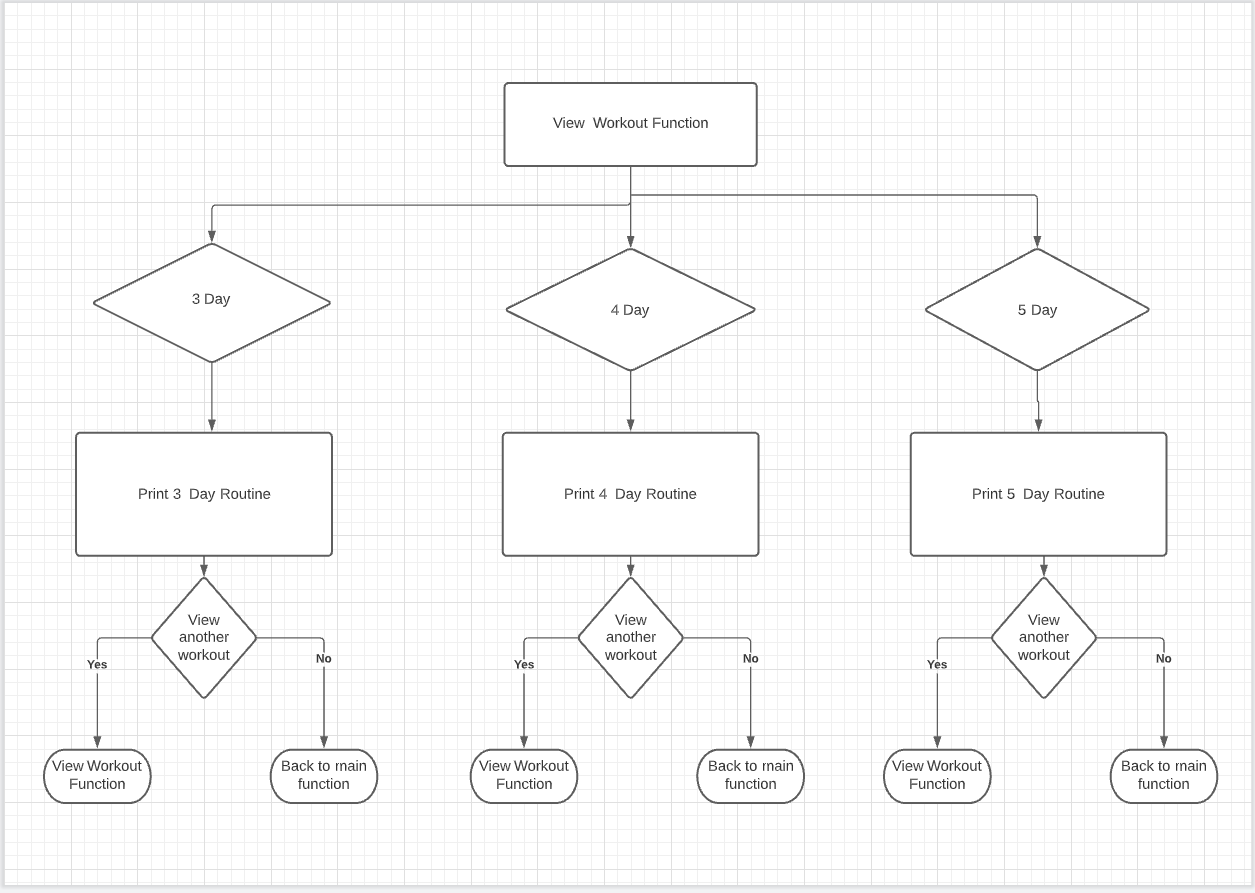 View  Workout Function
3 Day
4 Day
5 Day
Print 3  Day Routine
Print 4  Day Routine
Print 5  Day Routine
View
another
workout
Yes
No
View
another
workout
Yes
No
View
another
workout
Yes
No
View Workout
Function
Back to main
function
View Workout
Function
Back to main
function
View Workout
Function
Back to main
function